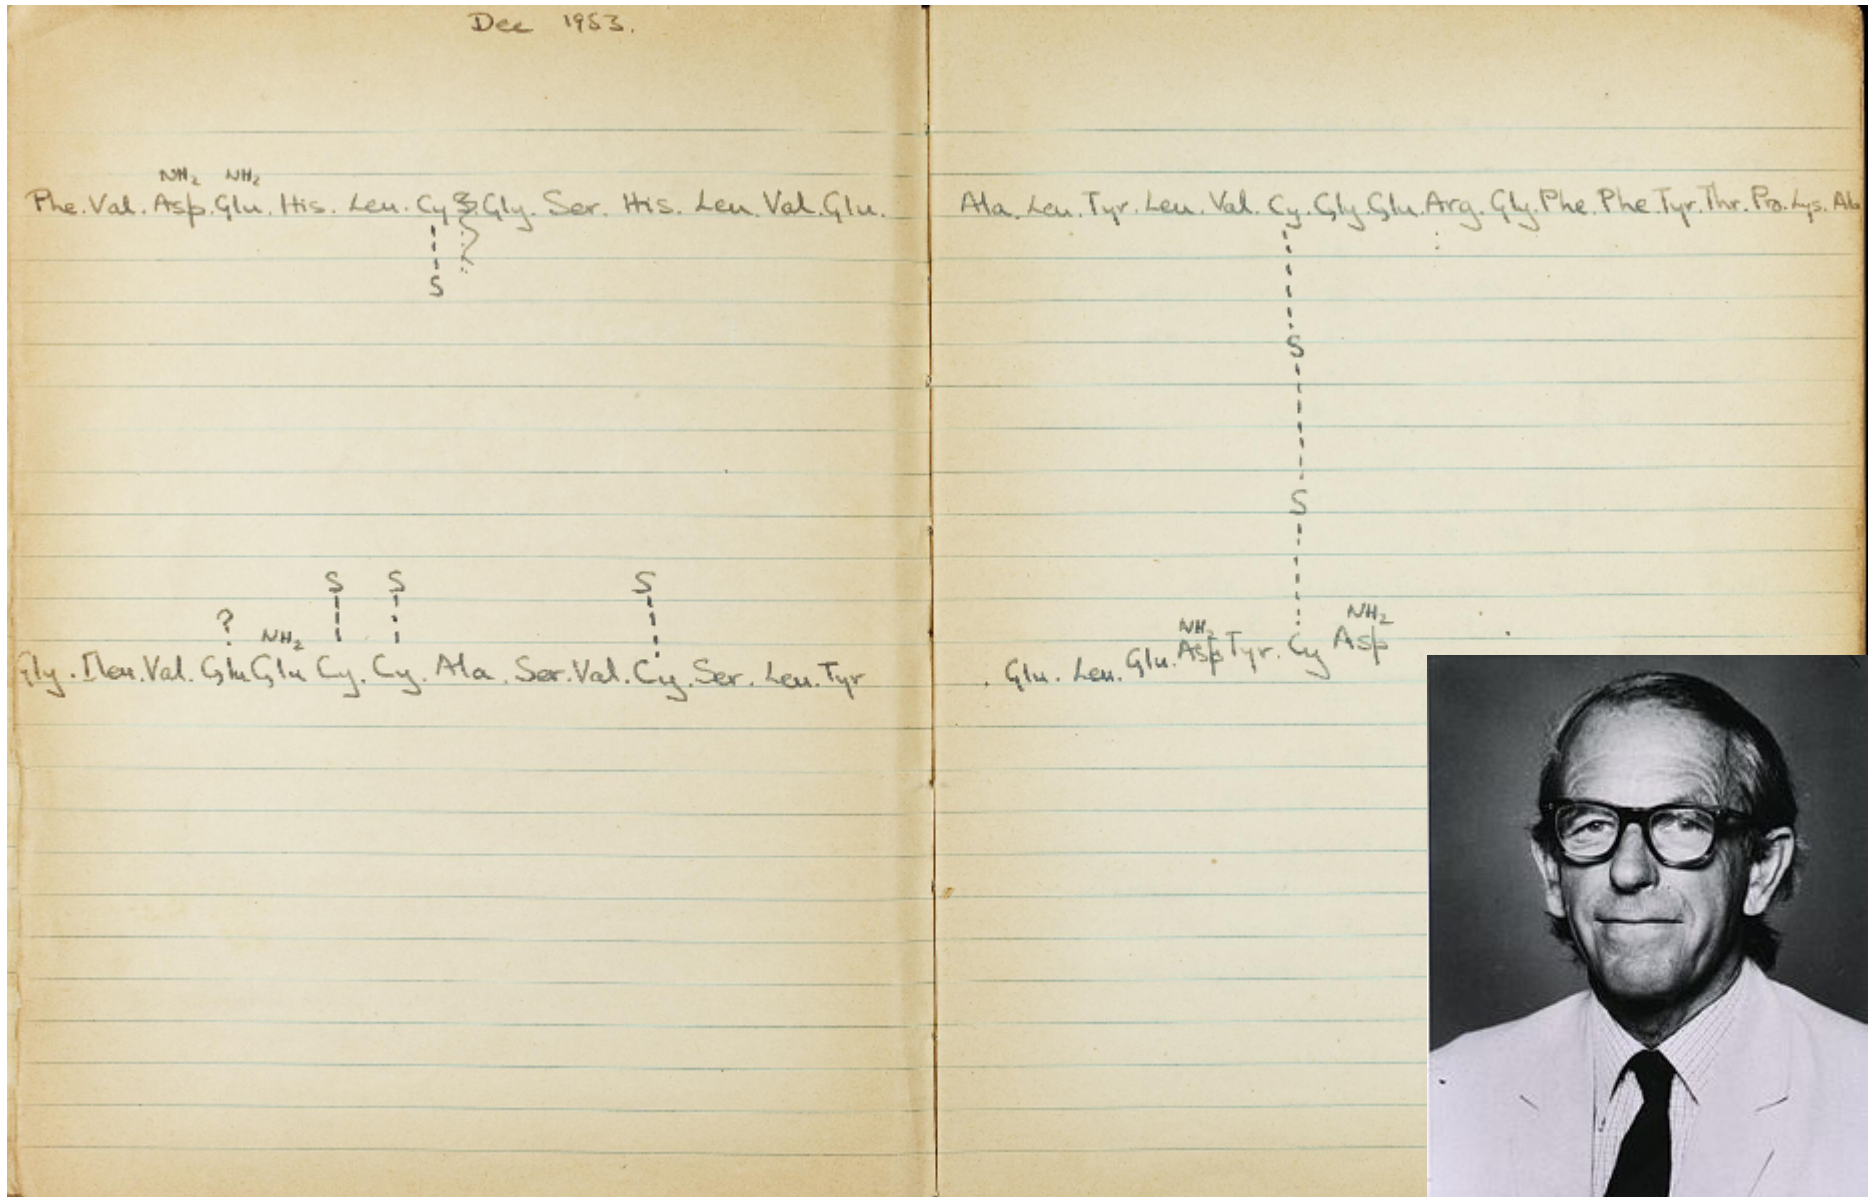 Dec 1953.
NH2 NH2
Phe. Val. Asp. Glu. His. Leu. Cy Gly. Ser. His. Leu. Val. Glu. Ala. Leu. Tyr. Leu. Val. Cy. Gly. Glu. Arg. Gly. Phe. Phe. Tyr. Thr. Pro. Lys. Ala
S
S
S
S S S
? NH2 NH2 NH2
Gly. Ileu. Val. Glu Glu Cy. Cy. Ala. Ser. Val. Cy. Ser. Leu. Tyr . Glu. Leu. Glu. Asp Tyr. Cy Asp